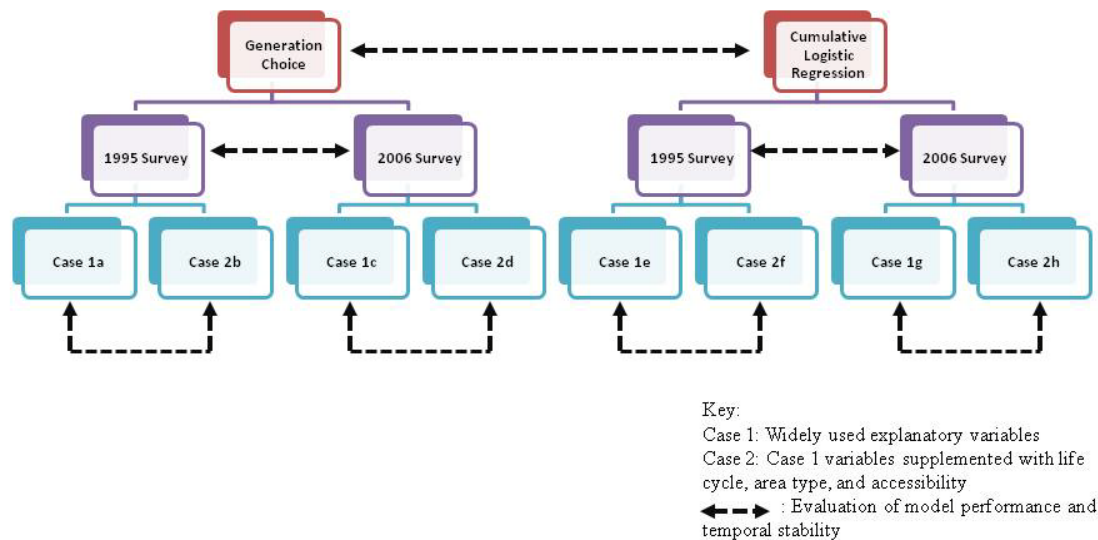 Generation
Choice
Cumulative
Logistic
Regression
1995 Survey
2006 Survey
1995 Survey
2006 Survey
Case 1a
Case 2b
Case 1c
Case 2d
Case 1e
Case 2f
Case 1g
Case 2h
Key:
Case 1: Widely used explanatory variables
Case 2: Case 1 variables supplemented with life
cycle, area type, and accessibility
: Evaluation of model performance and
temporal stability